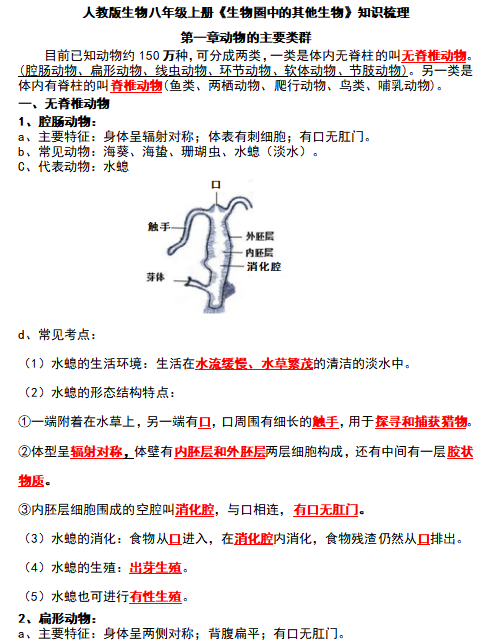 人教版生物八年级上册《生物圈中的其他生物》知识梳理
第一章动物的主要类群
目前已知动物约150万种，可分成两类，一类是体内无脊柱的叫无脊椎动物。
(腔肠动物、扁形动物、线虫动物、环节动物、软体动物、节肢动物)。另一类是
体内有脊柱的叫脊椎动物(鱼类、两栖动物、爬行动物、鸟类、哺乳动物)。
一、无脊椎动物
1、腔肠动物：
a、主要特征：身体呈辐射对称；体表有刺细胞；有口无肛门。
b、常见动物：海葵、海蛰、珊瑚虫、水螅（淡水）。
C、代表动物：水螅
口
触手
外胚层
内胚层
消化腔
芽体
d、常见考点：
（1）水螅的生活环境：生活在水流缓慢、水草繁茂的清洁的淡水中。
（2）水螅的形态结构特点：
①一端附着在水草上，另一端有口，口周围有细长的触手，用于探寻和捕获猎物。
②体型呈辐射对称，体壁有内胚层和外胚层两层细胞构成，还有中间有一层胶状
物质。
③内胚层细胞围成的空腔叫消化腔，与口相连，有口无肛门。
（3）水螅的消化：食物从口进入，在消化腔内消化，食物残渣仍然从口排出。
（4）水螅的生殖：出芽生殖。
（5）水螅也可进行有性生殖。
2、扁形动物：
a、主要特征：身体呈两侧对称；背腹扁平；有口无肛门。